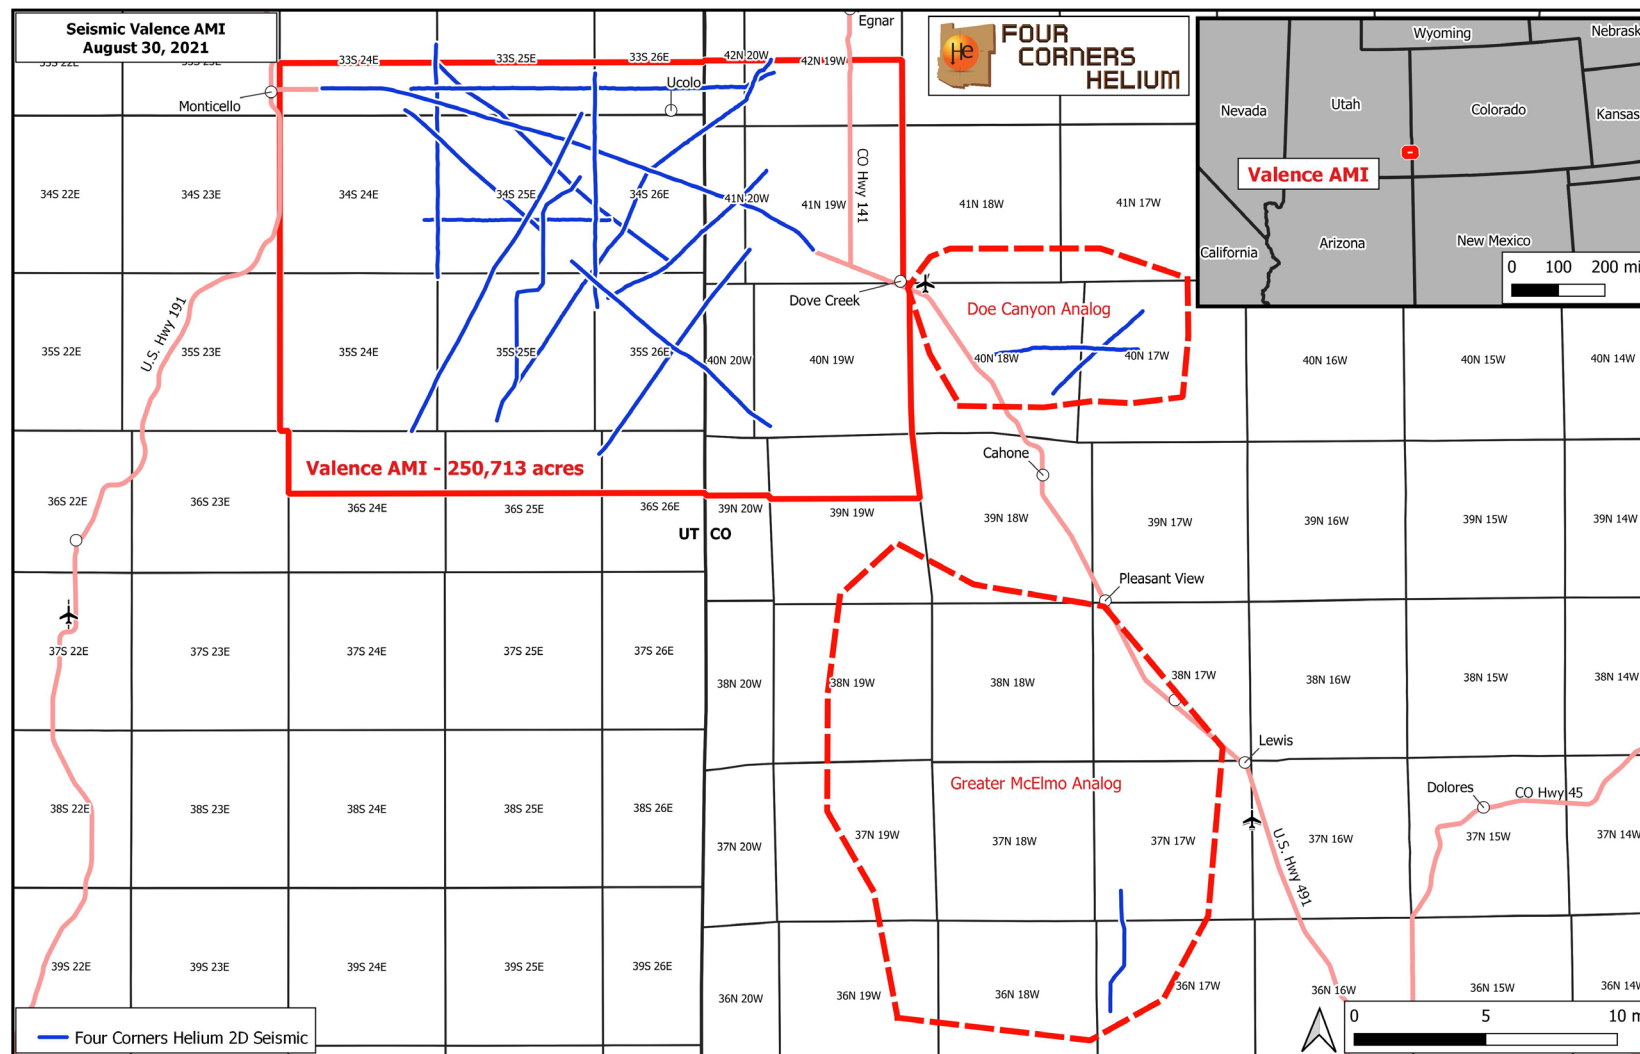 Seismic Valence AMI
August 30, 2021
FOUR
CORNERS
HELIUM
He
Wyoming
Nebrask
Nevada
Utah
Colorado
Kansas
Valence AMI
California
Arizona
New Mexico
0 100 200 mi
Egnar
33S 22E 33S 23E 33S 24E 33S 25E 33S 26E 42N 20W 42N 19W
Monticello
Ucolo
CO Hwy 141
34S 22E 34S 23E 34S 24E 34S 25E 34S 26E 41N 20W 41N 19W 41N 18W 41N 17W
Dove Creek
Doe Canyon Analog
U.S. Hwy 191
35S 22E 35S 23E 35S 24E 35S 25E 35S 26E 40N 20W 40N 19W 40N 18W 40N 17W 40N 16W 40N 15W 40N 14W
Cahone
Valence AMI - 250,713 acres
36S 22E 36S 23E 36S 24E 36S 25E 36S 26E 39N 20W 39N 19W 39N 18W 39N 17W 39N 16W 39N 15W 39N 14W
UT CO
Pleasant View
37S 22E 37S 23E 37S 24E 37S 25E 37S 26E 38N 20W 38N 19W 38N 18W 38N 17W 38N 16W 38N 15W 38N 14W
Lewis
Greater McElmo Analog
Dolores
CO Hwy 45
38S 22E 38S 23E 38S 24E 38S 25E 38S 26E 37N 20W 37N 19W 37N 18W 37N 17W 37N 16W 37N 15W 37N 14W
U.S. Hwy 491
39S 22E 39S 23E 39S 24E 39S 25E 39S 26E 36N 20W 36N 19W 36N 18W 36N 17W 36N 16W 36N 15W 36N 14W
Four Corners Helium 2D Seismic
0 5 10 m